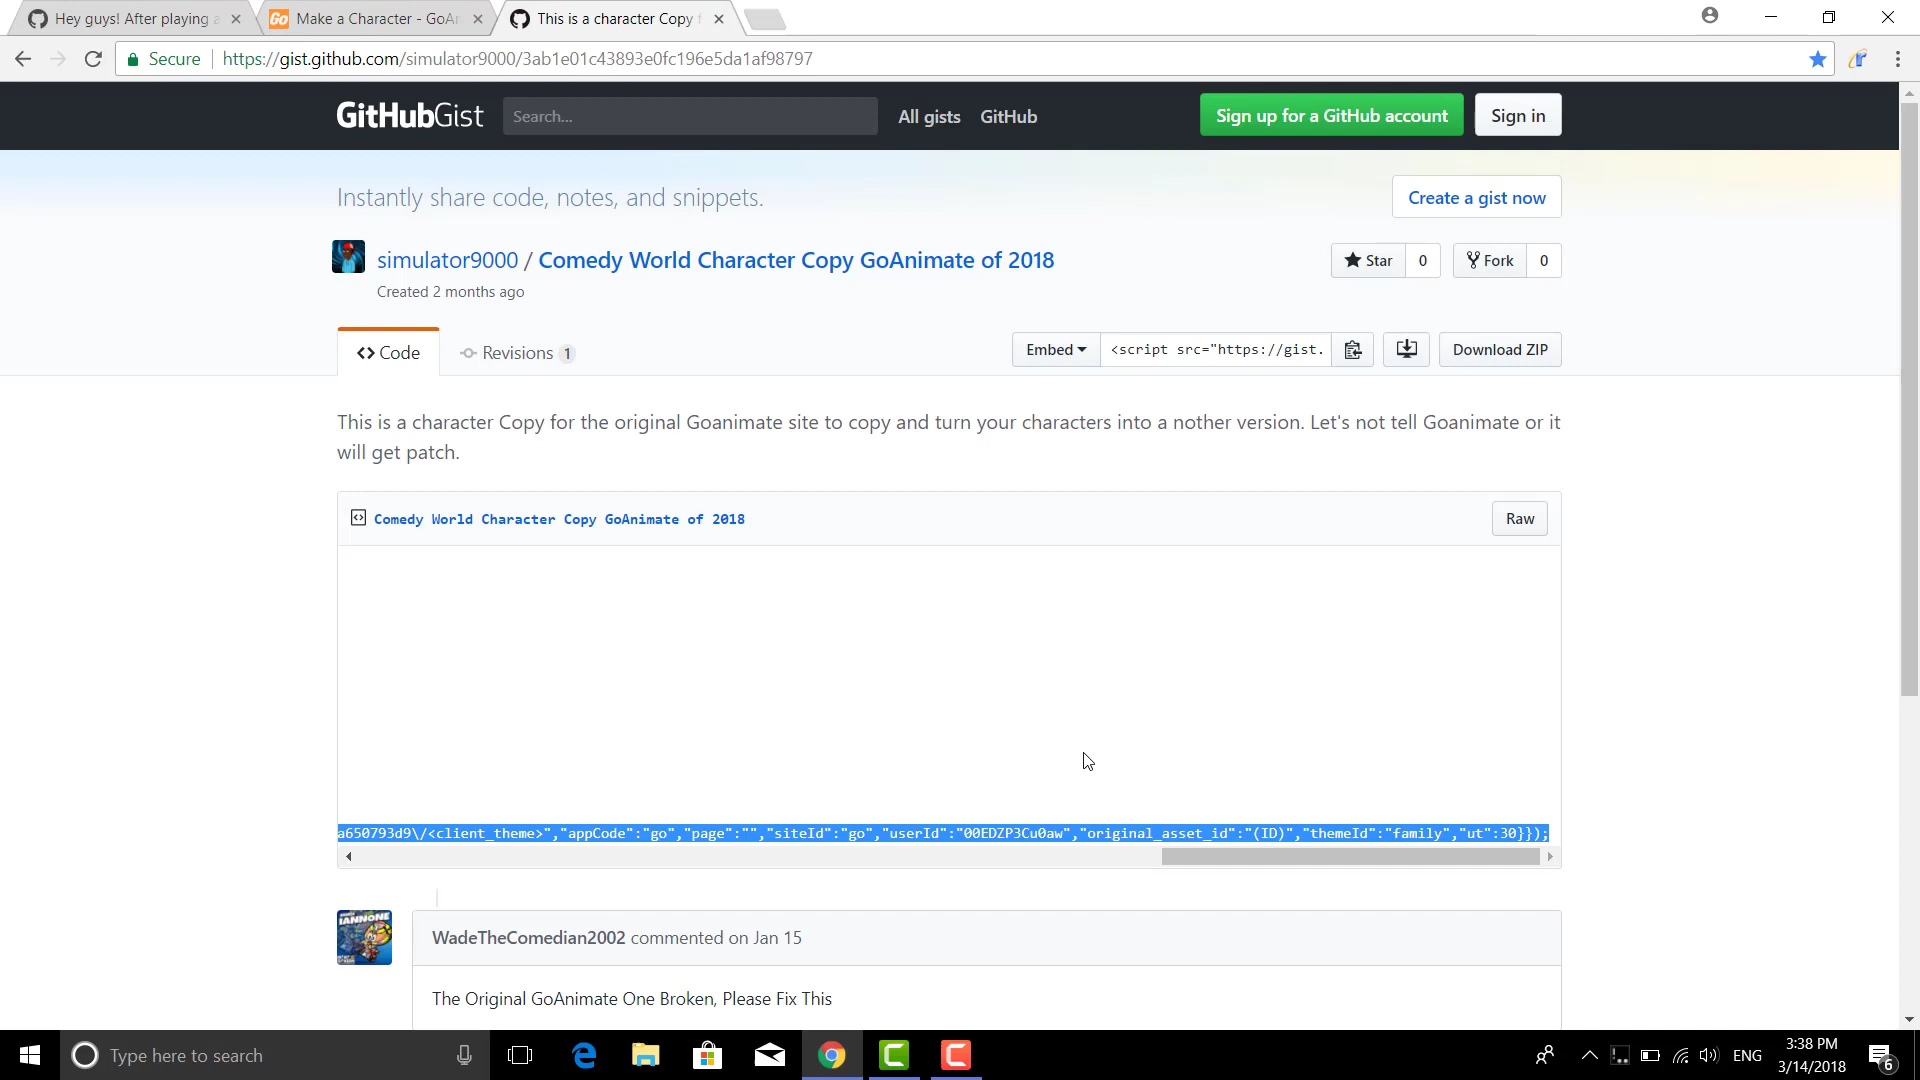 Hey guys! After playing a
Make a Character - GoAn
This is a character Copy f
Secure
https://gist.github.com/simulator9000/3ab1e01c43893e0fc196e5da1af98797
GitHubGist
Search...
All gists
GitHub
Sign up for a GitHub account
Sign in
Instantly share code, notes, and snippets.
Create a gist now
simulator9000 / Comedy World Character Copy GoAnimate of 2018
Star
0
Fork
0
Created 2 months ago
Code
Revisions 1
Embed
<script src="https://gist.
Download ZIP
This is a character Copy for the original Goanimate site to copy and turn your characters into a nother version. Let's not tell Goanimate or it
will get patch.
Comedy World Character Copy GoAnimate of 2018
Raw
a650793d9\/<client_theme>","appCode":"go","page":"","siteId":"go","userId":"00EDZP3Cu0aw","original_asset_id":"(ID)","themeId":"family","ut":30}});
IANNONE
WadeTheComedian2002 commented on Jan 15
The Original GoAnimate One Broken, Please Fix This
Type here to search
ENG
3:38 PM
3/14/2018
6